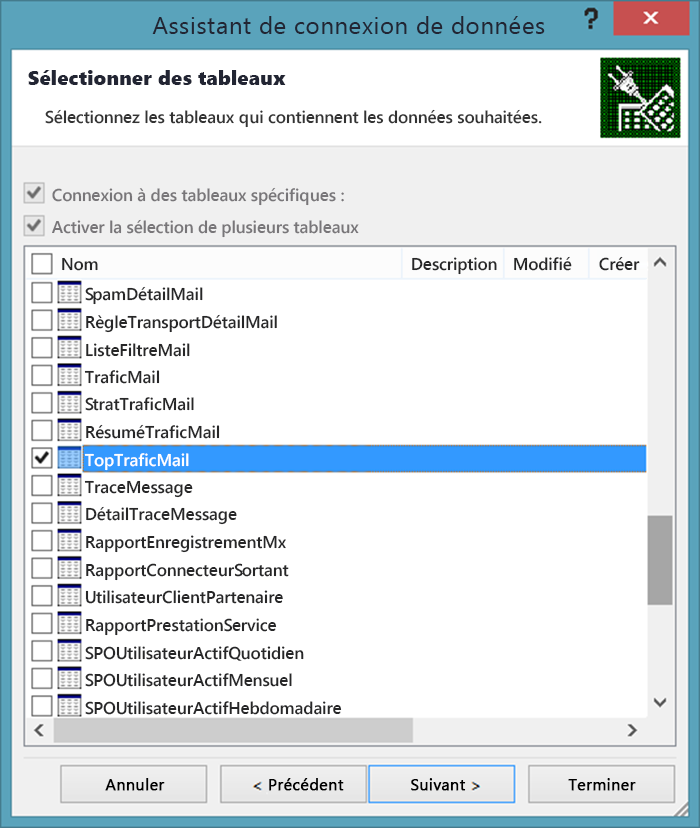 Assistant de connexion de données
?
Sélectionner des tableaux
Sélectionnez les tableaux qui contiennent les données souhaitées.
Connexion à des tableaux spécifiques :
Activer la sélection de plusieurs tableaux
Nom Description Modifié Créer
SpamDétailMail
RègleTransportDétailMail
ListeFiltreMail
TraficMail
StratTraficMail
RésuméTraficMail
TopTraficMail
TraceMessage
DétailTraceMessage
RapportEnregistrementMx
RapportConnecteurSortant
UtilisateurClientPartenaire
RapportPrestationService
SPOUtilisateurActifQuotidien
SPOUtilisateurActifMensuel
SPOUtilisateurActifHebdomadaire
Annuler < Précédent Suivant > Terminer